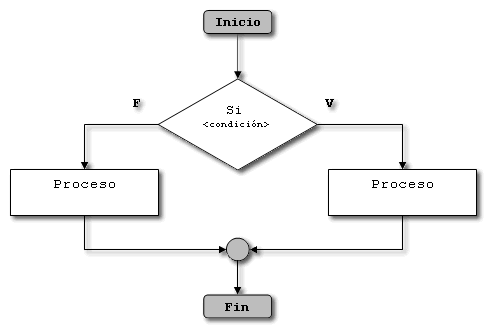 Inicio
F
V
Si
<condición>
Proceso
Proceso
Fin